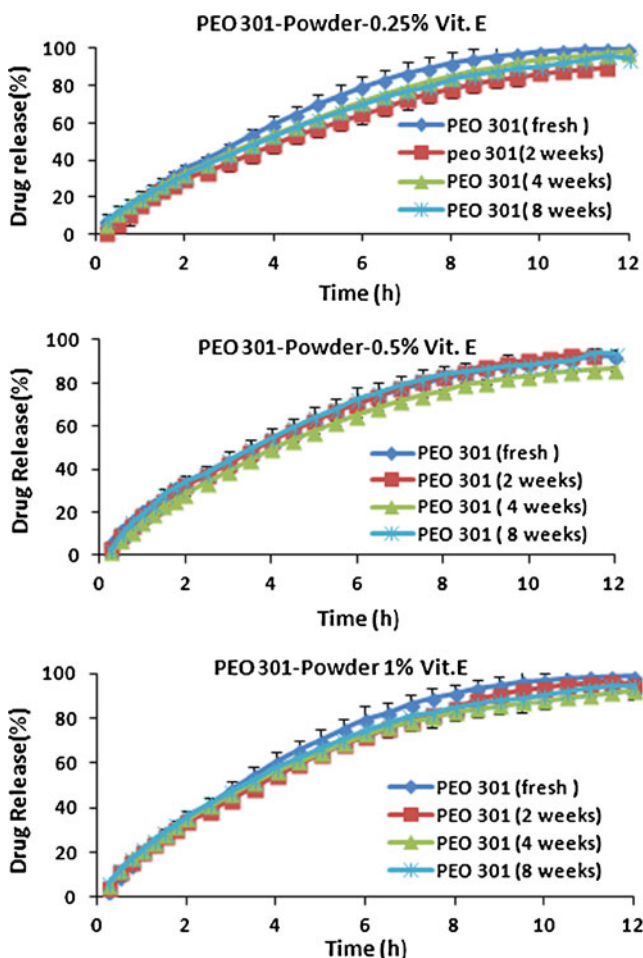 PEO 301-Powder-0.25% Vit. E
Drug release(%)
100
80
60
40
20
0
PEO 301( fresh )
peo 301(2 weeks)
PEO 301 (4 weeks)
PEO 301( 8 weeks)
0 2 4 6 8 10 12
Time (h)
PEO 301-Powder-0.5% Vit. E
Drug Release(%)
100
80
60
40
20
0
PEO 301 (fresh )
PEO 301 (2 weeks)
PEO 301 ( 4 weeks)
PEO 301 ( 8 weeks)
0 2 4 6 8 10 12
Time (h)
PEO 301-Powder 1% Vit.E
Drug Release(%)
100
80
60
40
20
0
PEO 301 (fresh )
PEO 301 (2 weeks)
PEO 301 (4 weeks)
PEO 301 (8 weeks)
0 2 4 6 8 10 12
Time (h)